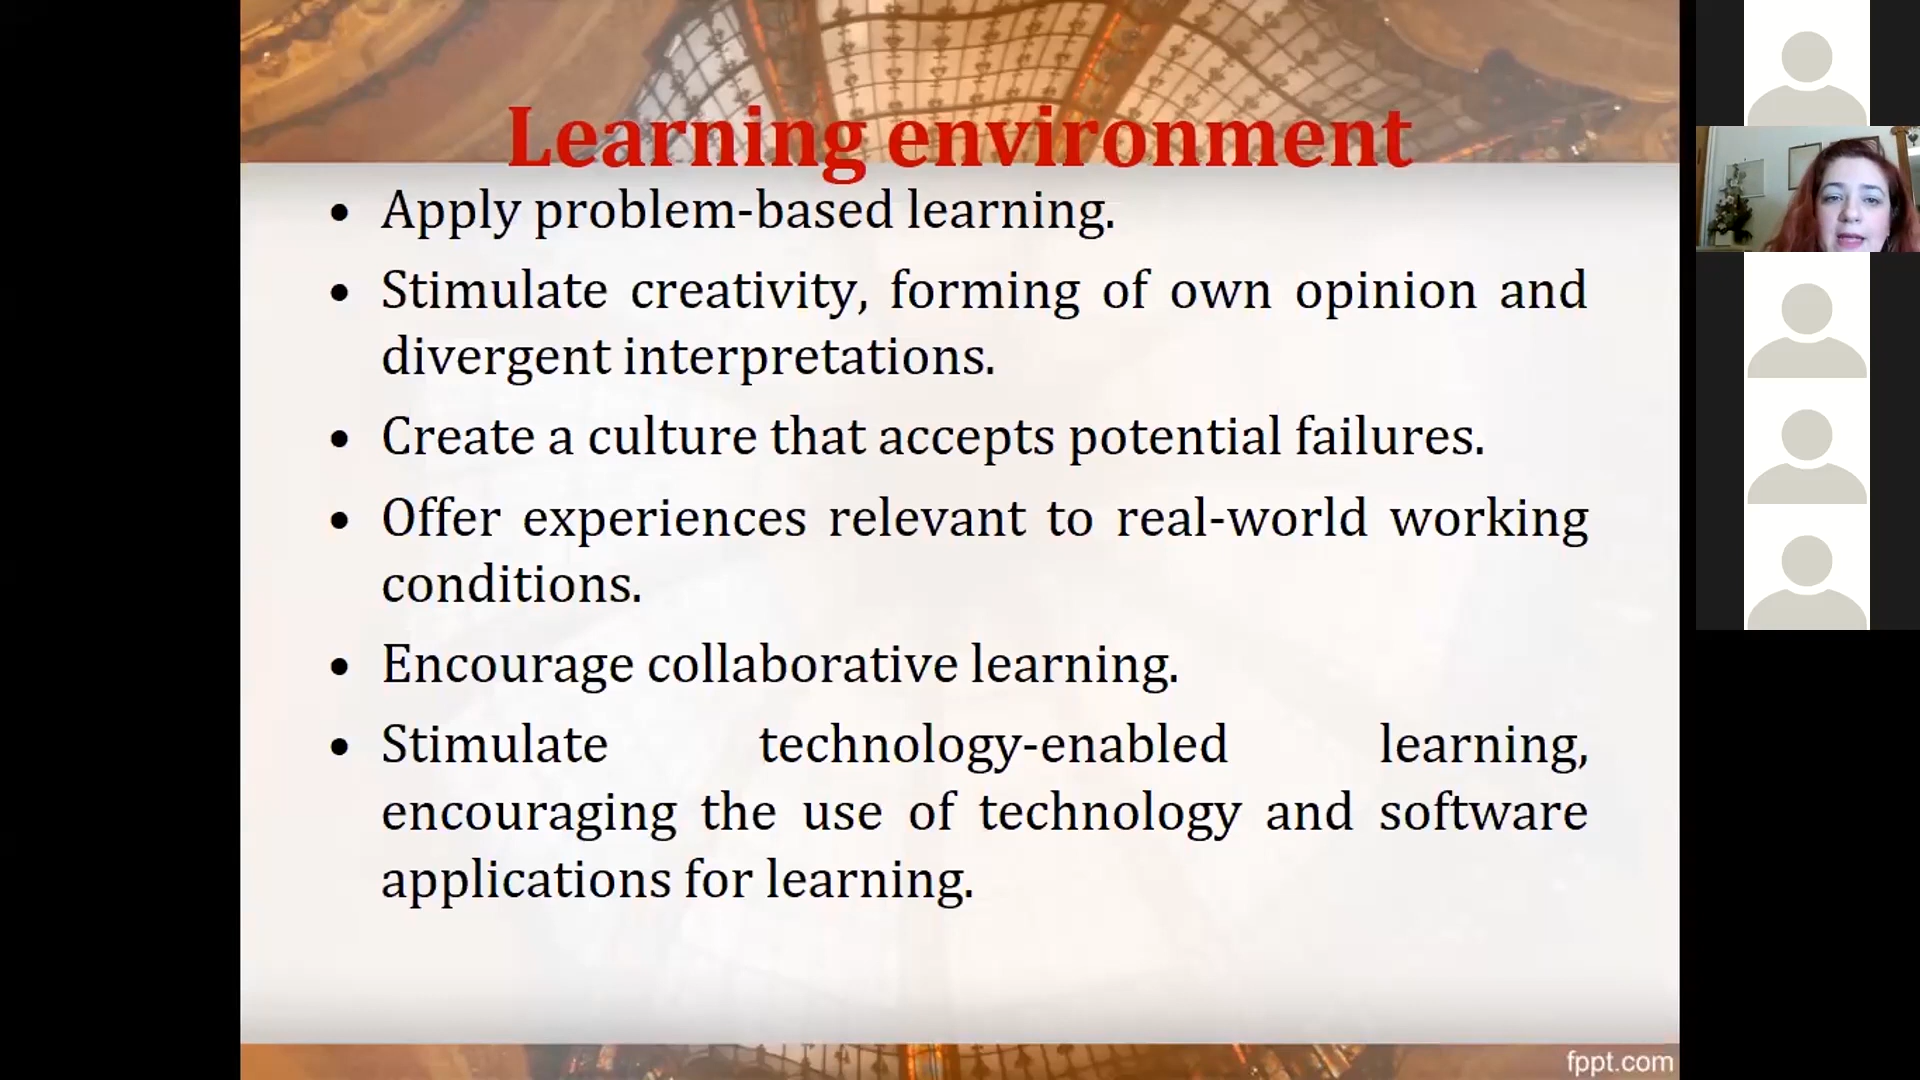 Learning environment
• Apply problem-based learning.
• Stimulate creativity, forming of own opinion and
divergent interpretations.
• Create a culture that accepts potential failures.
• Offer experiences relevant to real-world working
conditions.
• Encourage collaborative learning.
• Stimulate technology-enabled learning,
encouraging the use of technology and software
applications for learning.
fppt.com